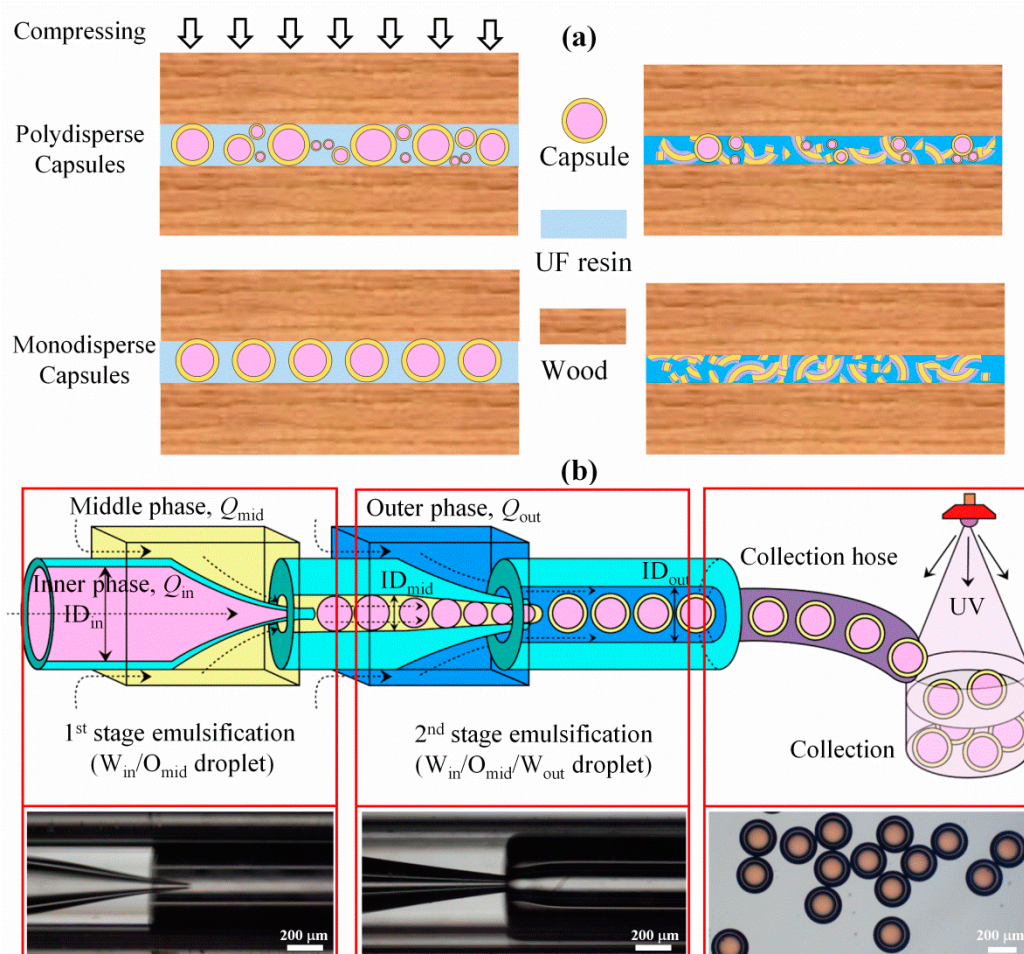 Compressing
(a)
Polydisperse
Capsules
Capsule
UF resin
Monodisperse
Capsules
Wood
(b)
Middle phase, Qmid
Outer phase, Qout
Collection hose
Inner phase, Qin
IDin
IDmid
IDout
UV
1st stage emulsification
(Win/Omid droplet)
2nd stage emulsification
(Win/Omid/Wout droplet)
Collection
200 µm
200 µm
200 µm